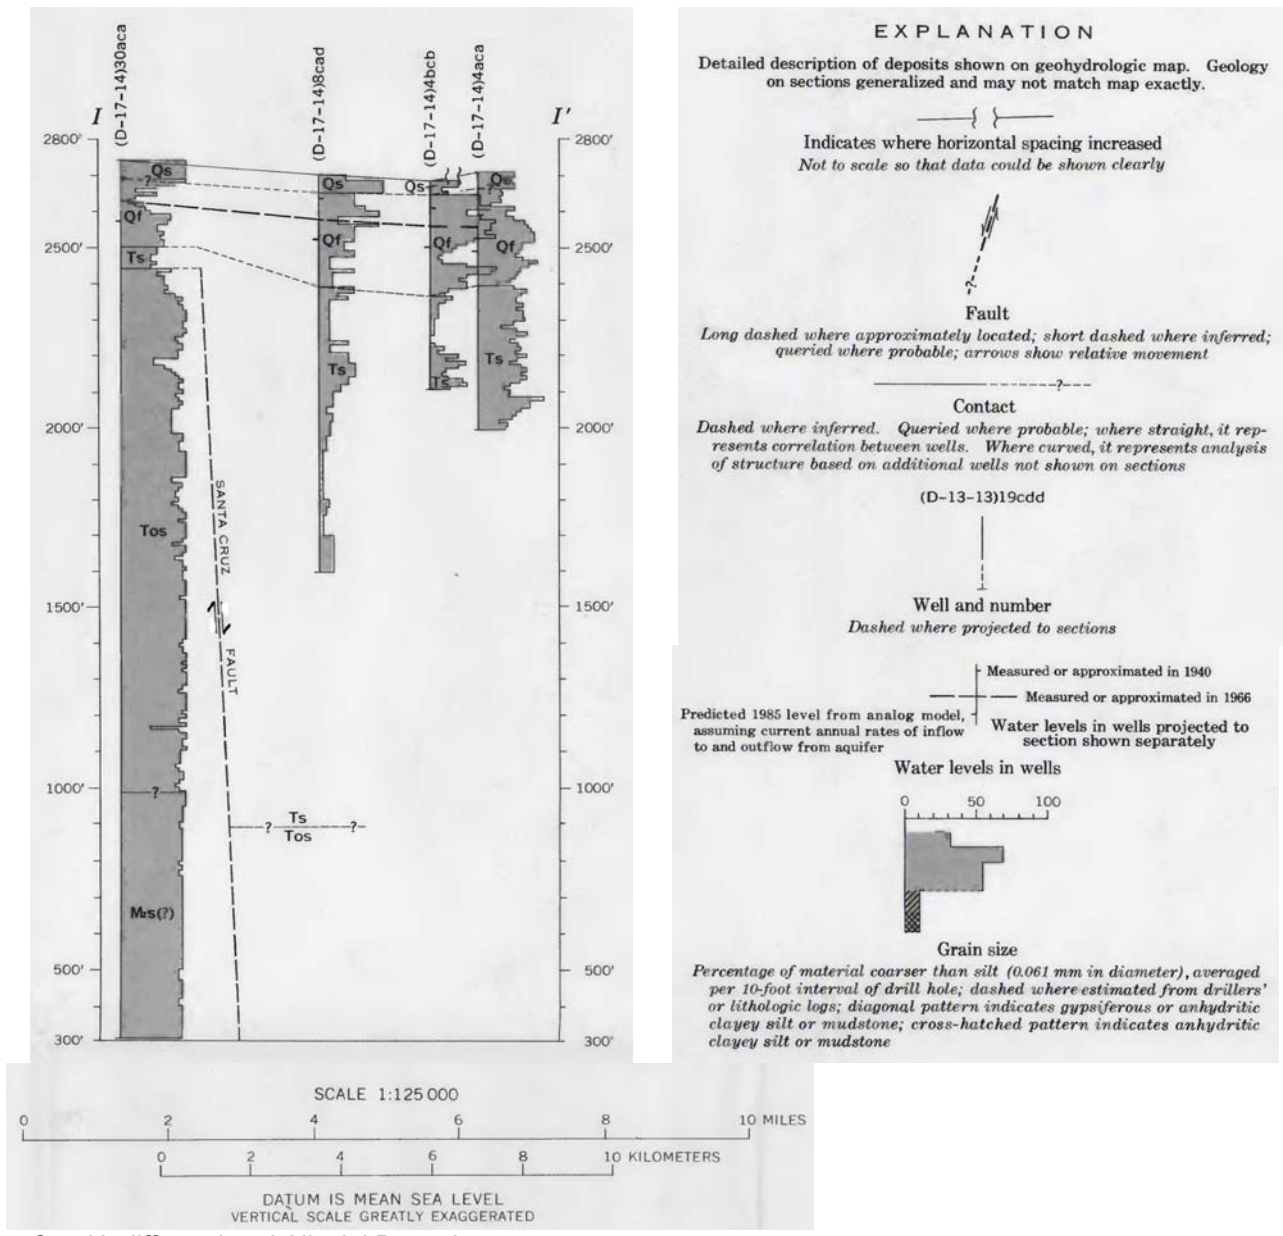 I
(D-17-14)30aca
(D-17-14)8cad
(D-17-14)4bcb
(D-17-14)4aca
I'
2800'
2800'
Qs
?
Qs
Qs
?
Qf
Qf
Qf
Qf
2500'
2500'
Ts
Ts
Ts
Ts
2000'
2000'
Tos
SANTA CRUZ
FAULT
1500'
1500'
1000'
1000'
?
Ts
? ?
Tos
Mzs(?)
500'
500'
300'
300'
EXPLANATION
Detailed description of deposits shown on geohydrologic map. Geology
on sections generalized and may not match map exactly.
Indicates where horizontal spacing increased
Not to scale so that data could be shown clearly
?
Fault
Long dashed where approximately located; short dashed where inferred;
queried where probable; arrows show relative movement
?
Contact
Dashed where inferred. Queried where probable; where straight, it rep-
resents correlation between wells. Where curved, it represents analysis
of structure based on additional wells not shown on sections
(D-13-13)19cdd
Well and number
Dashed where projected to sections
Measured or approximated in 1940
Measured or approximated in 1966
Predicted 1985 level from analog model,
assuming current annual rates of inflow
to and outflow from aquifer
Water levels in wells projected to
section shown separately
Water levels in wells
0 50 100
Grain size
Percentage of material coarser than silt (0.061 mm in diameter), averaged
per 10-foot interval of drill hole; dashed where estimated from drillers'
or lithologic logs; diagonal pattern indicates gypsiferous or anhydritic
clayey silt or mudstone; cross-hatched pattern indicates anhydritic
clayey silt or mudstone
SCALE 1:125 000
0 2 4 6 8 10 MILES
0 2 4 6 8 10 KILOMETERS
DATUM IS MEAN SEA LEVEL
VERTICAL SCALE GREATLY EXAGGERATED